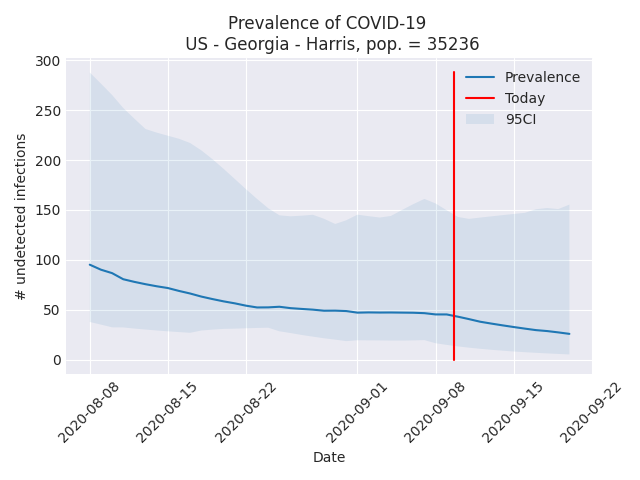 Prevalence of COVID-19
US - Georgia - Harris, pop. = 35236
300
250
200
150
100
50
0
# undetected infections
Prevalence
Today
95CI
2020-08-08
2020-08-15
2020-08-22
2020-09-01
2020-09-08
2020-09-15
2020-09-22
Date